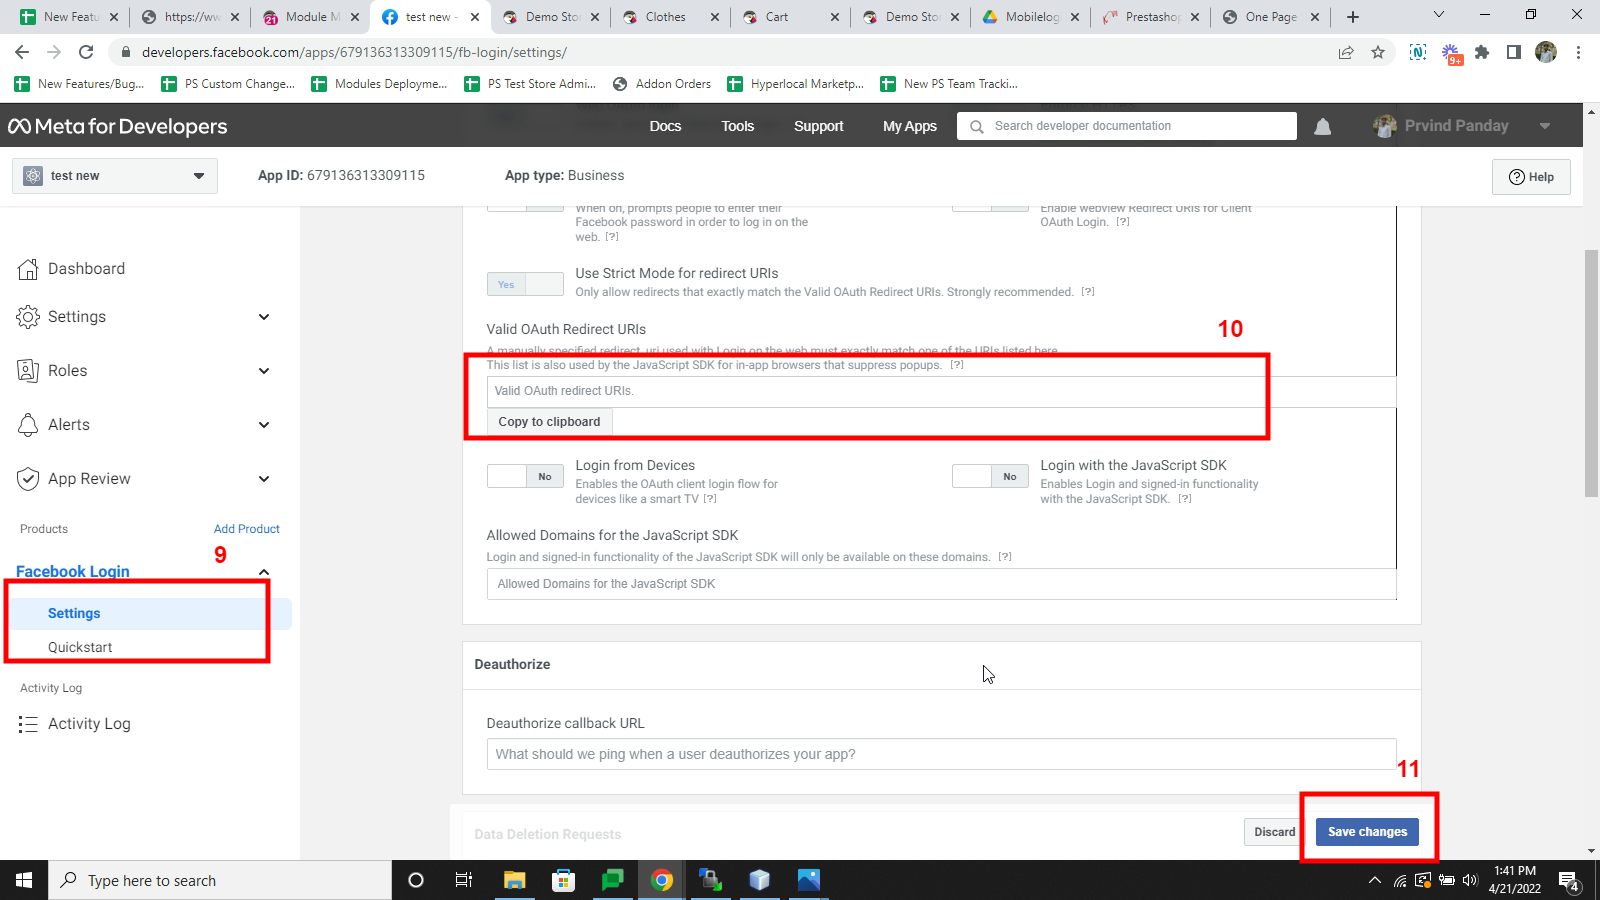 New Featu
https://ww
Module M
test new -
Demo Sto
Clothes
Cart
Demo Sto
Mobilelog
Prestashop
One Page
developers.facebook.com/apps/679136313309115/fb-login/settings/
9+
New Features/Bug...
PS Custom Change...
Modules Deployme...
PS Test Store Admi...
Addon Orders
Hyperlocal Marketp...
New PS Team Tracki...
Meta for Developers
Docs
Tools
Support
My Apps
Search developer documentation
Prvind Panday
test new
App ID: 679136313309115
App type: Business
Help
When on, prompts people to enter their
Facebook password in order to log in on the
web. [?]
Enable webview Redirect URIs for Client
OAuth Login. [?]
Dashboard
Settings
Roles
Alerts
App Review
Products
Add Product
9
Facebook Login
Settings
Quickstart
Activity Log
Activity Log
Yes
Use Strict Mode for redirect URIs
Only allow redirects that exactly match the Valid OAuth Redirect URIs. Strongly recommended. [?]
Valid OAuth Redirect URIs
10
A manually specified redirect_uri used with Login on the web must exactly match one of the URIs listed here.
This list is also used by the JavaScript SDK for in-app browsers that suppress popups. [?]
Valid OAuth redirect URIs.
Copy to clipboard
No
Login from Devices
Enables the OAuth client login flow for
devices like a smart TV [?]
No
Login with the JavaScript SDK
Enables Login and signed-in functionality
with the JavaScript SDK. [?]
Allowed Domains for the JavaScript SDK
Login and signed-in functionality of the JavaScript SDK will only be available on these domains. [?]
Allowed Domains for the JavaScript SDK
Deauthorize
Deauthorize callback URL
What should we ping when a user deauthorizes your app?
11
Data Deletion Requests
Discard
Save changes
Type here to search
1:41 PM
4/21/2022
4